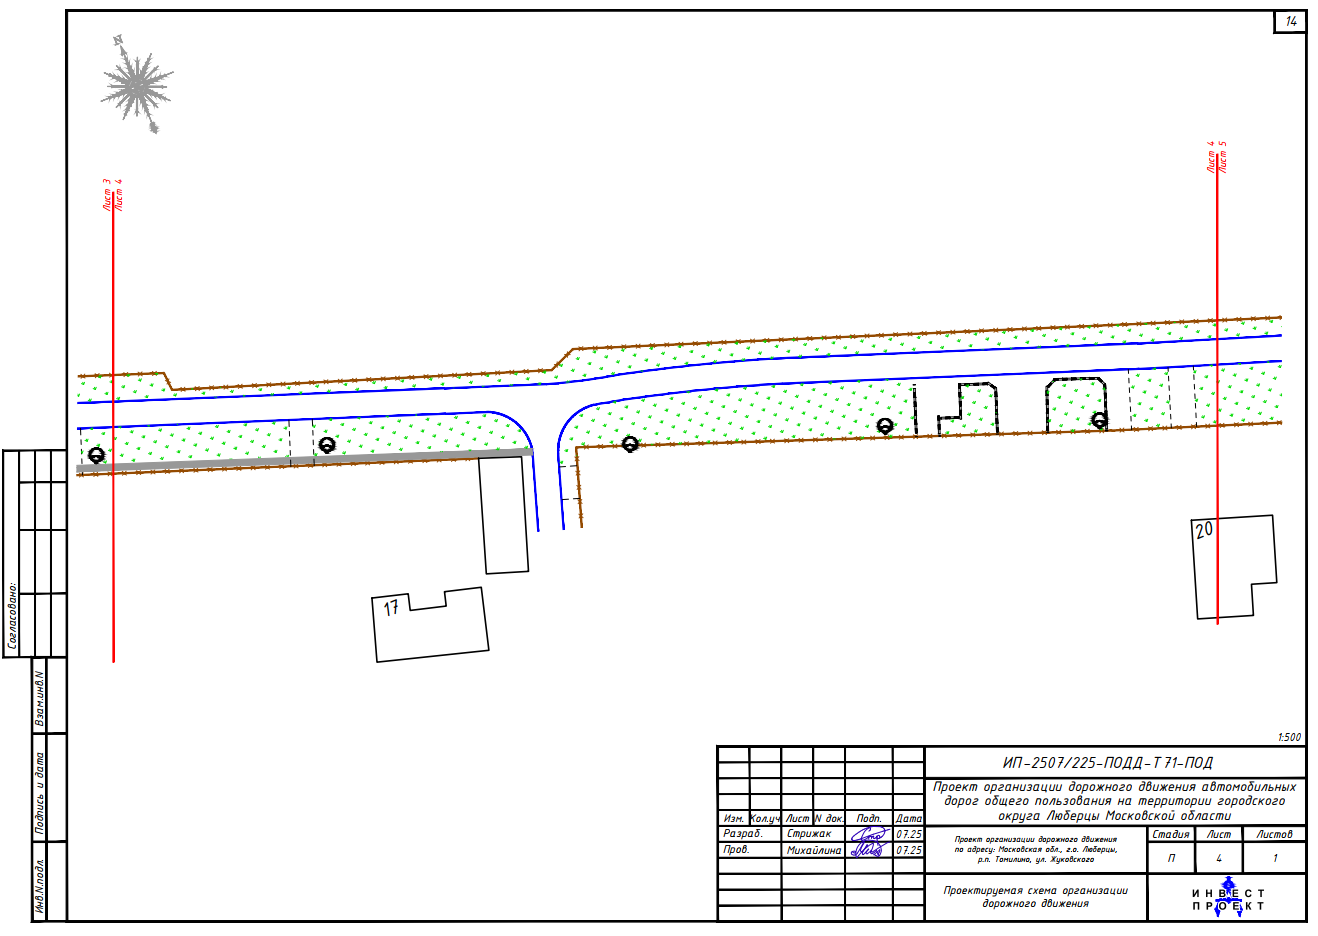 14
N
Лист 3
Лист 4
Лист 4
Лист 5
20
17
Согласовано:
Взам.инв.N
Подпись и дата
Инв.N.подл.
1:500
ИП-2507/225-ПОДД-Т71-ПОД
Проект организации дорожного движения автомобильных
дорог общего пользования на территории городского
округа Люберцы Московской области
Изм. Кол.уч Лист N док. Подп. Дата
Разраб. Стрижак 07.25
Пров. Михайлина 07.25
Проект организации дорожного движения
по адресу: Московская обл., г.о. Люберцы,
р.п. Томилино, ул. Жуковского
Стадия Лист Листов
П 4 1
Проектируемая схема организации
дорожного движения
ИНВЕСТ
ПРОЕКТ